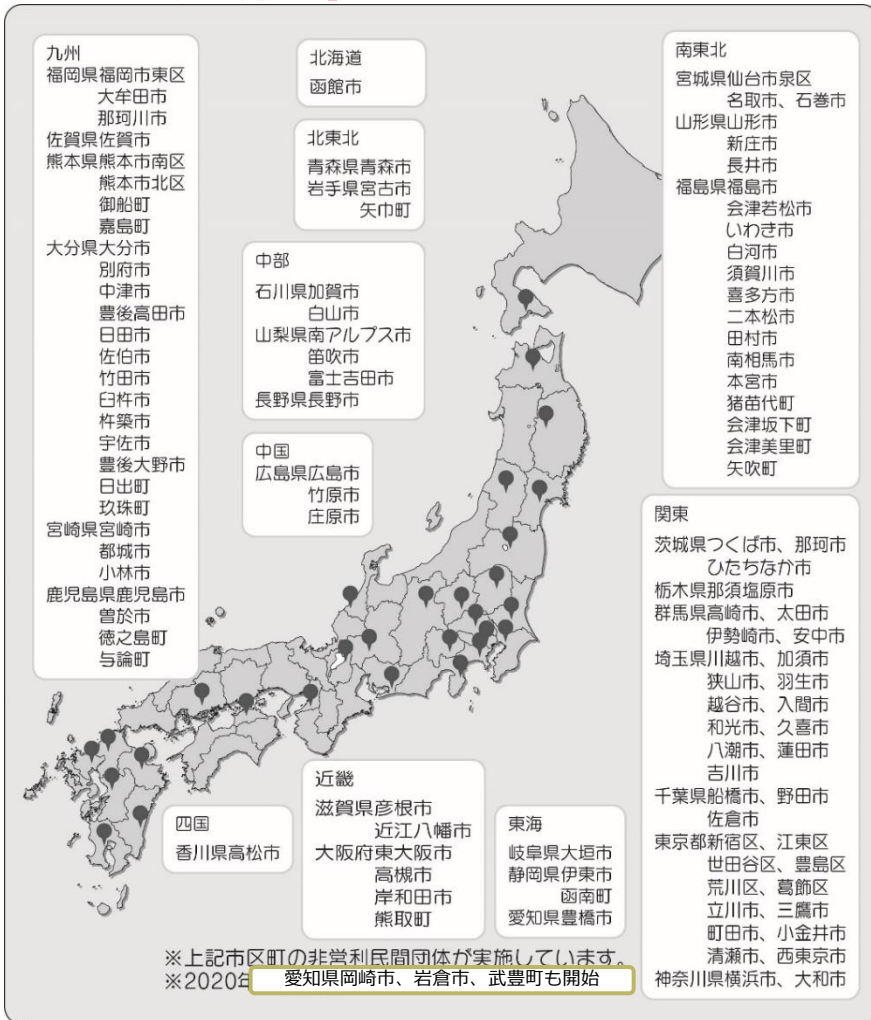 九州
福岡県福岡市東区
大牟田市
那珂川市
佐賀県佐賀市
熊本県熊本市南区
熊本市北区
御船町
嘉島町
大分県大分市
別府市
中津市
豊後高田市
日田市
佐伯市
竹田市
臼杵市
杵築市
宇佐市
豊後大野市
日出町
玖珠町
宮崎県宮崎市
都城市
小林市
鹿児島県鹿児島市
曽於市
徳之島町
与論町
北海道
函館市
北東北
青森県青森市
岩手県宮古市
矢巾町
中部
石川県加賀市
白山市
山梨県南アルプス市
笛吹市
富士吉田市
長野県長野市
中国
広島県広島市
竹原市
庄原市
南東北
宮城県仙台市泉区
名取市、石巻市
山形県山形市
新庄市
長井市
福島県福島市
会津若松市
いわき市
白河市
須賀川市
喜多方市
二本松市
田村市
南相馬市
本宮市
猪苗代町
会津坂下町
会津美里町
矢吹町
関東
茨城県つくば市、那珂市
ひたちなか市
栃木県那須塩原市
群馬県高崎市、太田市
伊勢崎市、安中市
埼玉県川越市、加須市
狭山市、羽生市
越谷市、入間市
和光市、久喜市
八潮市、蓮田市
吉川市
千葉県船橋市、野田市
佐倉市
東京都新宿区、江東区
世田谷区、豊島区
荒川区、葛飾区
立川市、三鷹市
町田市、小金井市
清瀬市、西東京市
神奈川県横浜市、大和市
四国
香川県高松市
近畿
滋賀県彦根市
近江八幡市
大阪府東大阪市
高槻市
岸和田市
熊取町
東海
岐阜県大垣市
静岡県伊東市
函南町
愛知県豊橋市
※上記市区町の非営利民間団体が実施しています。
※2020年 愛知県岡崎市、岩倉市、武豊町も開始